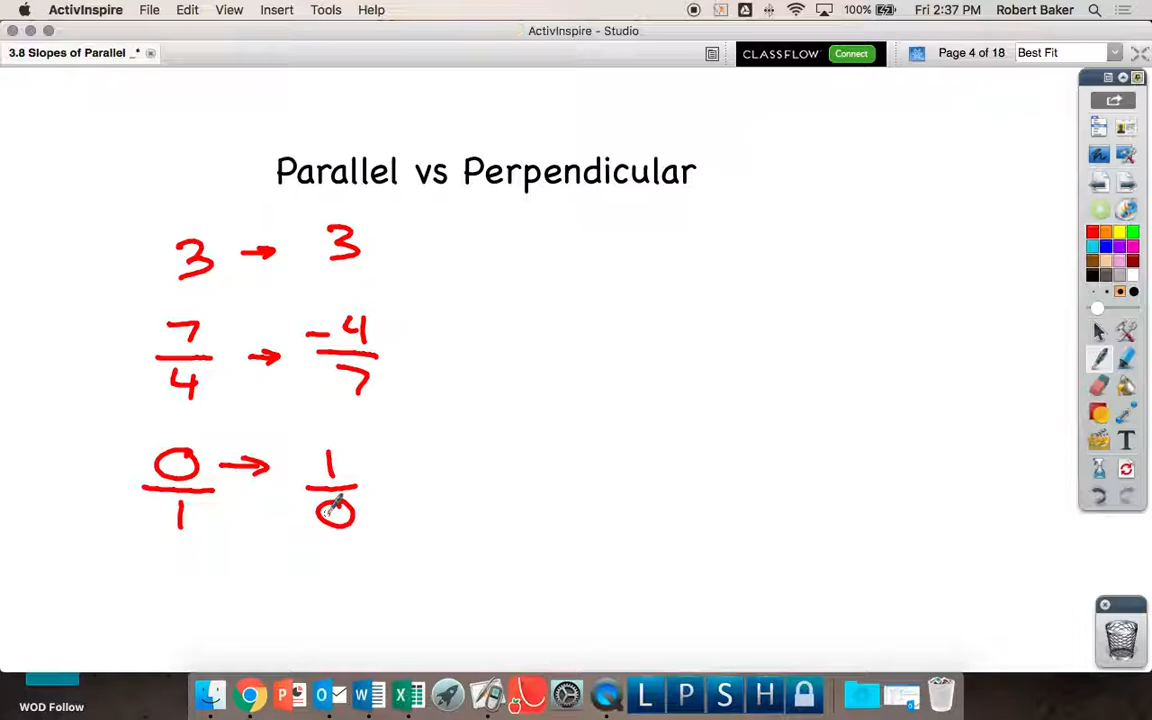 ActivInspire File Edit View Insert Tools Help 100% Fri 2:37 PM Robert Baker
ActivInspire - Studio
3.8 Slopes of Parallel _* CLASSFLOW Connect Page 4 of 18 Best Fit
Parallel vs Perpendicular
3 → 3
7/4 → -4/7
0/1 → 1/0
T
L P S H
WOD Follow